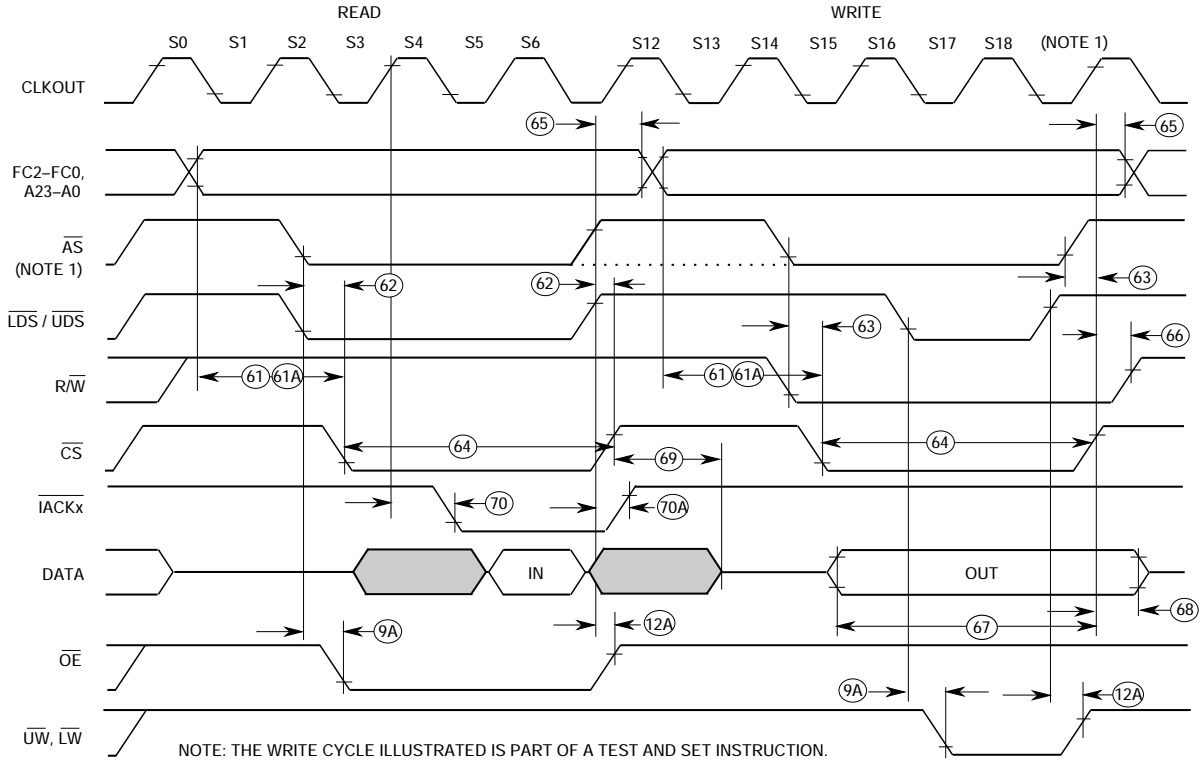 READ WRITE
S0 S1 S2 S3 S4 S5 S6 S12 S13 S14 S15 S16 S17 S18 (NOTE 1)
CLKOUT
65 65
FC2–FC0,
A23–A0
AS
(NOTE 1)
62 62 63
LDS / UDS
63 66
R/W
61 61A 61 61A
CS
64 69 64
IACKx
70 70A
DATA IN OUT
68
67
9A 12A
OE
9A 12A
UW, LW
NOTE: THE WRITE CYCLE ILLUSTRATED IS PART OF A TEST AND SET INSTRUCTION.